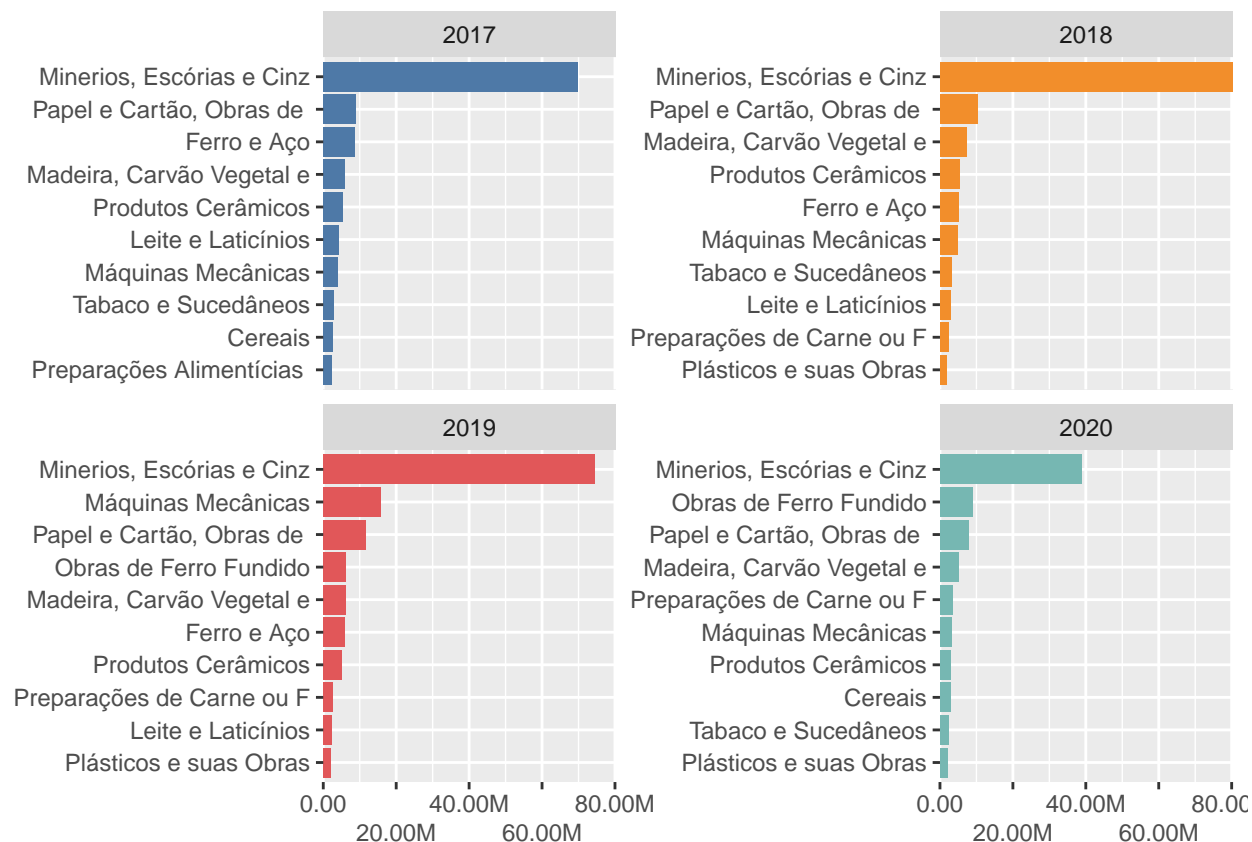 2017
Minerios, Escórias e Cinz
Papel e Cartão, Obras de
Ferro e Aço
Madeira, Carvão Vegetal e
Produtos Cerâmicos
Leite e Laticínios
Máquinas Mecânicas
Tabaco e Sucedâneos
Cereais
Preparações Alimentícias
2018
Minerios, Escórias e Cinz
Papel e Cartão, Obras de
Madeira, Carvão Vegetal e
Produtos Cerâmicos
Ferro e Aço
Máquinas Mecânicas
Tabaco e Sucedâneos
Leite e Laticínios
Preparações de Carne ou F
Plásticos e suas Obras
2019
Minerios, Escórias e Cinz
Máquinas Mecânicas
Papel e Cartão, Obras de
Obras de Ferro Fundido
Madeira, Carvão Vegetal e
Ferro e Aço
Produtos Cerâmicos
Preparações de Carne ou F
Leite e Laticínios
Plásticos e suas Obras
0.00 40.00M 80.00M
20.00M 60.00M
2020
Minerios, Escórias e Cinz
Obras de Ferro Fundido
Papel e Cartão, Obras de
Madeira, Carvão Vegetal e
Preparações de Carne ou F
Máquinas Mecânicas
Produtos Cerâmicos
Cereais
Tabaco e Sucedâneos
Plásticos e suas Obras
0.00 40.00M 80.00
20.00M 60.00M